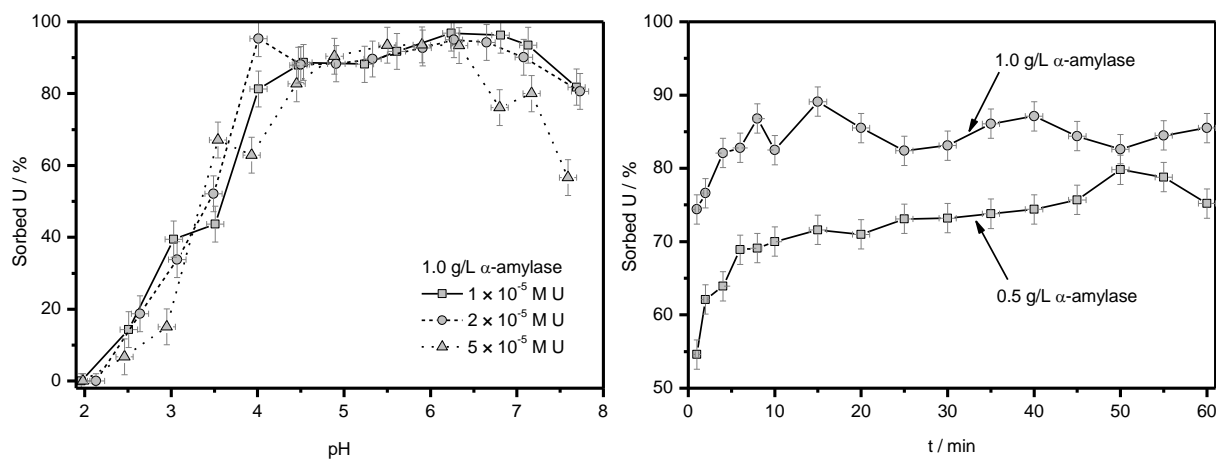 100
80
60
40
20
0
2 3 4 5 6 7 8
Sorbed U / %
pH
1.0 g/L α-amylase
1 × 10⁻⁵ M U
2 × 10⁻⁵ M U
5 × 10⁻⁵ M U
100
90
80
70
60
50
0 10 20 30 40 50 60
Sorbed U / %
t / min
1.0 g/L α-amylase
0.5 g/L α-amylase